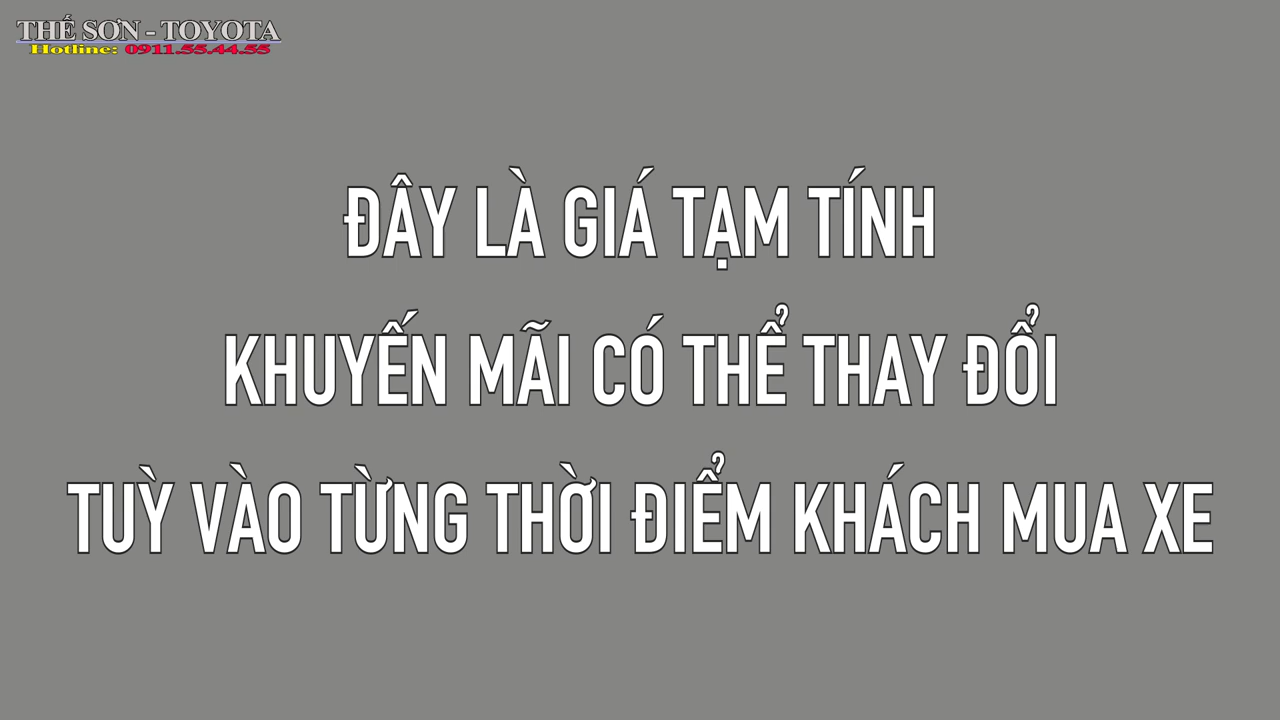 THẾ SƠN - TOYOTA
Hotline: 0911.55.44.55
ĐÂY LÀ GIÁ TẠM TÍNH
KHUYẾN MÃI CÓ THỂ THAY ĐỔI
TUỲ VÀO TỪNG THỜI ĐIỂM KHÁCH MUA XE